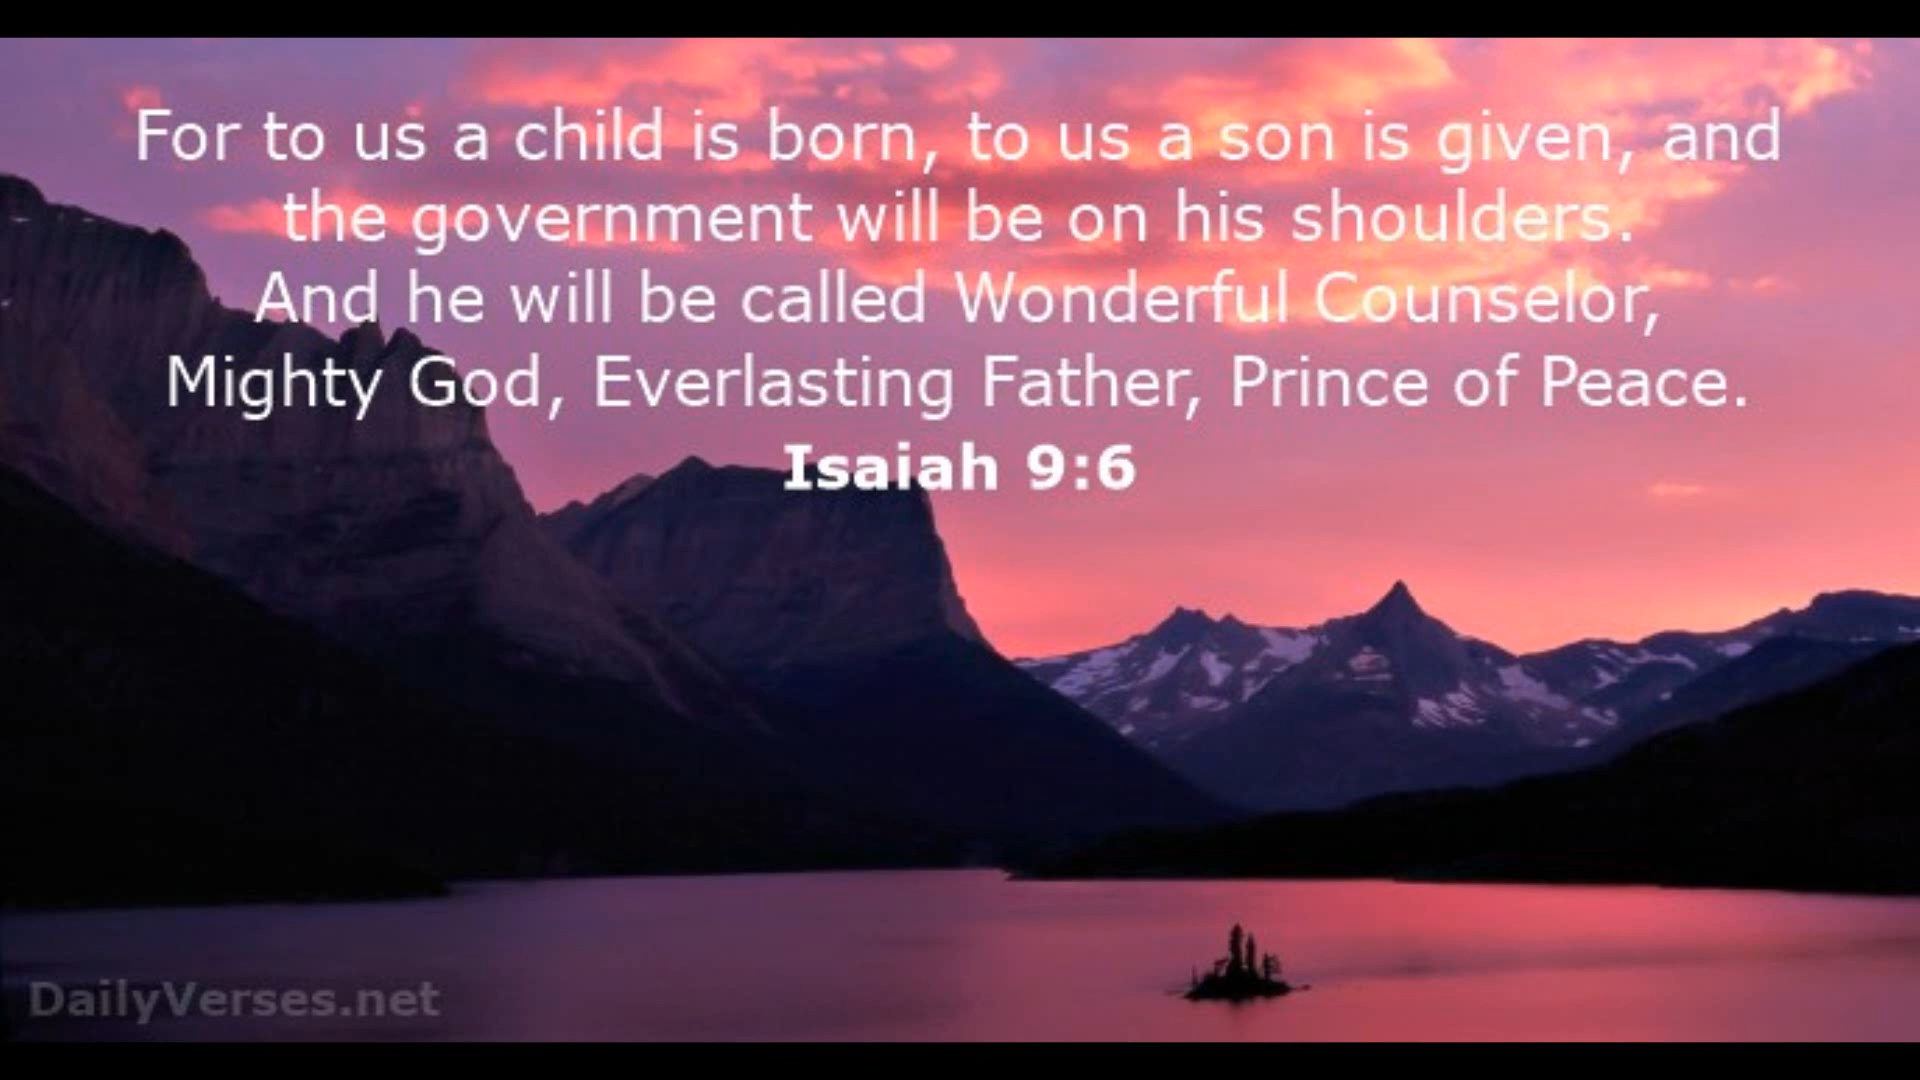 For to us a child is born, to us a son is given, and
the government will be on his shoulders.
And he will be called Wonderful Counselor,
Mighty God, Everlasting Father, Prince of Peace.
Isaiah 9:6
DailyVerses.net